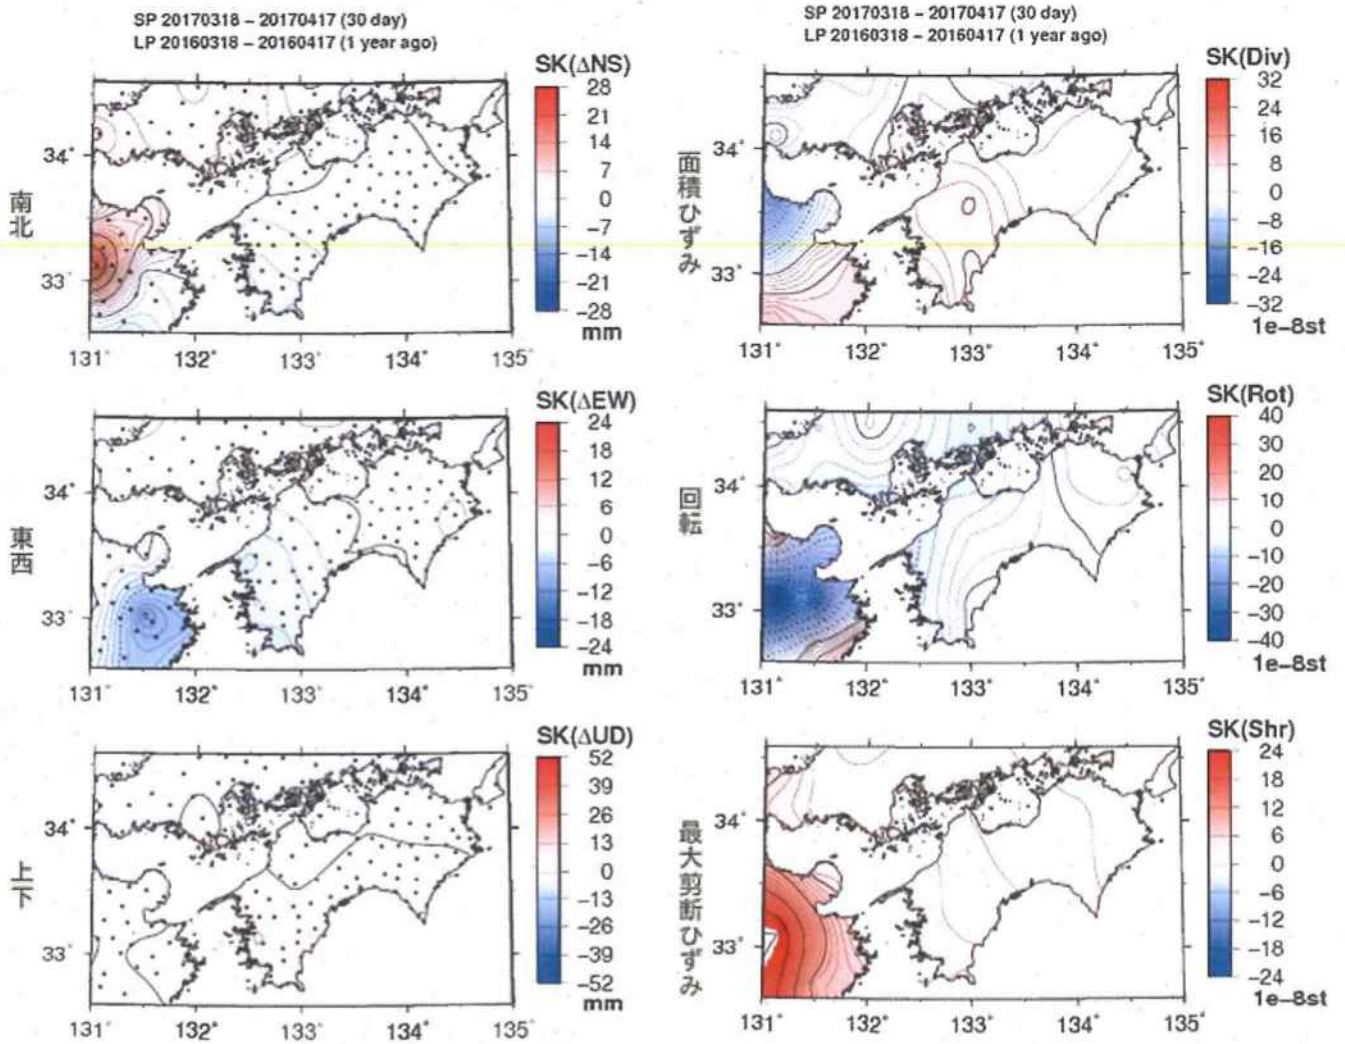 SP 20170318 – 20170417 (30 day)
LP 20160318 – 20160417 (1 year ago)
SK(ΔNS)
28
21
14
7
0
−7
−14
−21
−28
mm
南北
34°
33°
131° 132° 133° 134° 135°
SK(ΔEW)
24
18
12
6
0
−6
−12
−18
−24
mm
東西
34°
33°
131° 132° 133° 134° 135°
SK(ΔUD)
52
39
26
13
0
−13
−26
−39
−52
mm
上下
34°
33°
131° 132° 133° 134° 135°
SP 20170318 – 20170417 (30 day)
LP 20160318 – 20160417 (1 year ago)
SK(Div)
32
24
16
8
0
−8
−16
−24
−32
1e−8st
面積ひずみ
34°
33°
131° 132° 133° 134° 135°
SK(Rot)
40
30
20
10
0
−10
−20
−30
−40
1e−8st
回転
34°
33°
131° 132° 133° 134° 135°
SK(Shr)
24
18
12
6
0
−6
−12
−18
−24
1e−8st
最大剪断ひずみ
34°
33°
131° 132° 133° 134° 135°